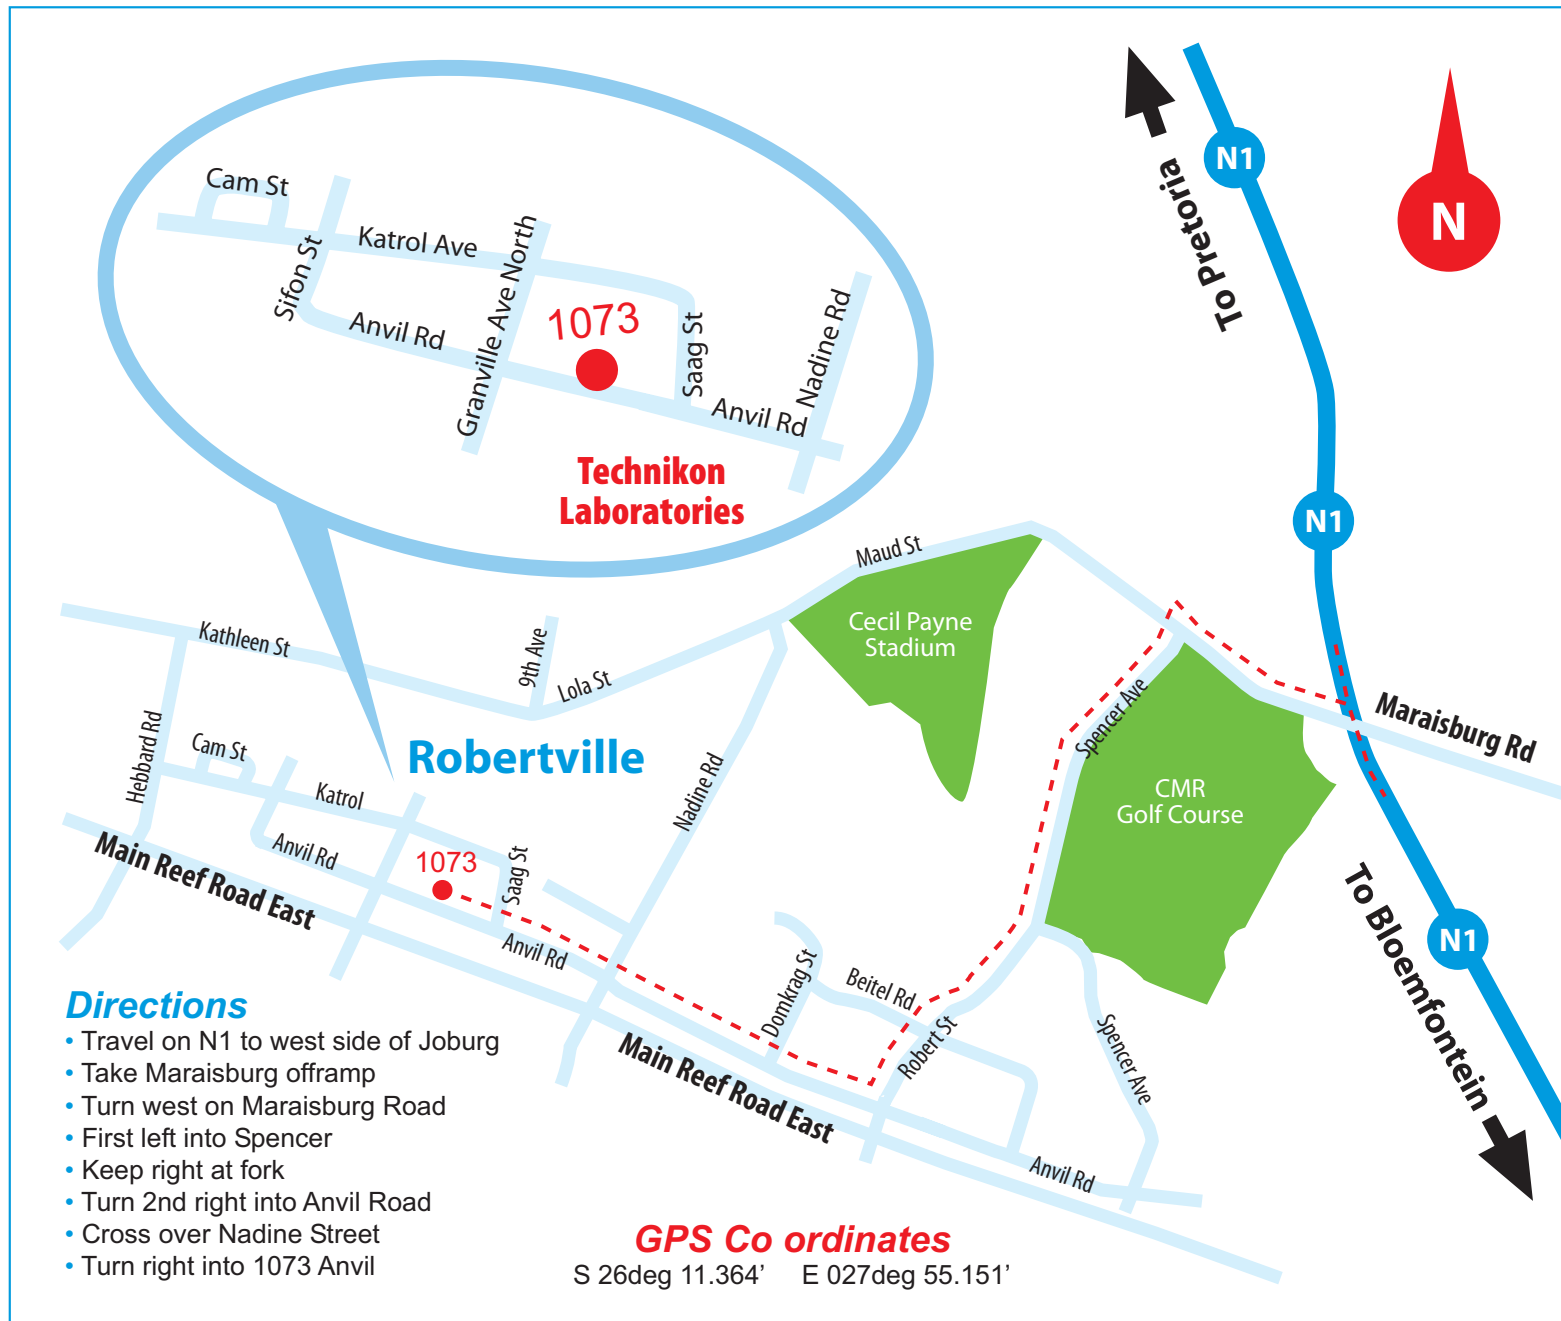 Cam St
Katrol Ave
Sifon St
Granville Ave North
Anvil Rd
1073
Saag St
Nadine Rd
Anvil Rd
Technikon
Laboratories
To Pretoria
N1
N
N1
Maud St
Cecil Payne
Stadium
Kathleen St
9th Ave
Lola St
Spencer Ave
Maraisburg Rd
Hebbard Rd
Cam St
Robertville
Katrol
Nadine Rd
CMR
Golf Course
Main Reef Road East
Anvil Rd
1073
Saag St
Anvil Rd
To Bloemfontein
N1
Donkrag St
Beitel Rd
Robert St
Spencer Ave
Main Reef Road East
Anvil Rd
Directions
• Travel on N1 to west side of Joburg
• Take Maraisburg offramp
• Turn west on Maraisburg Road
• First left into Spencer
• Keep right at fork
• Turn 2nd right into Anvil Road
• Cross over Nadine Street
• Turn right into 1073 Anvil
GPS Co ordinates
S 26deg 11.364’ E 027deg 55.151’